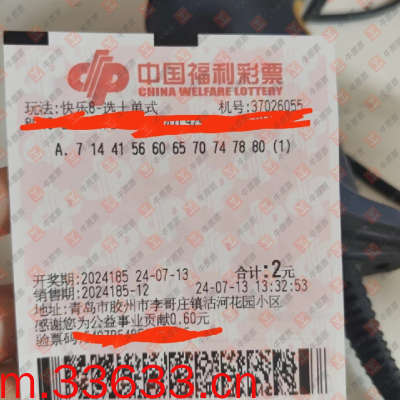 中国福利彩票
CHINA WELFARE LOTTERY
玩法:快乐8-选十单式 机号:37026055
A. 7 14 41 56 60 65 70 74 78 80 (1)
开奖期:2024185 24-07-13 合计:2元
销售期:2024185-12 24-07-13 13:32:53
地址:青岛市胶州市李哥庄镇沽河花园小区
感谢您为公益事业贡献0.60元
验票码
m.33633.cn